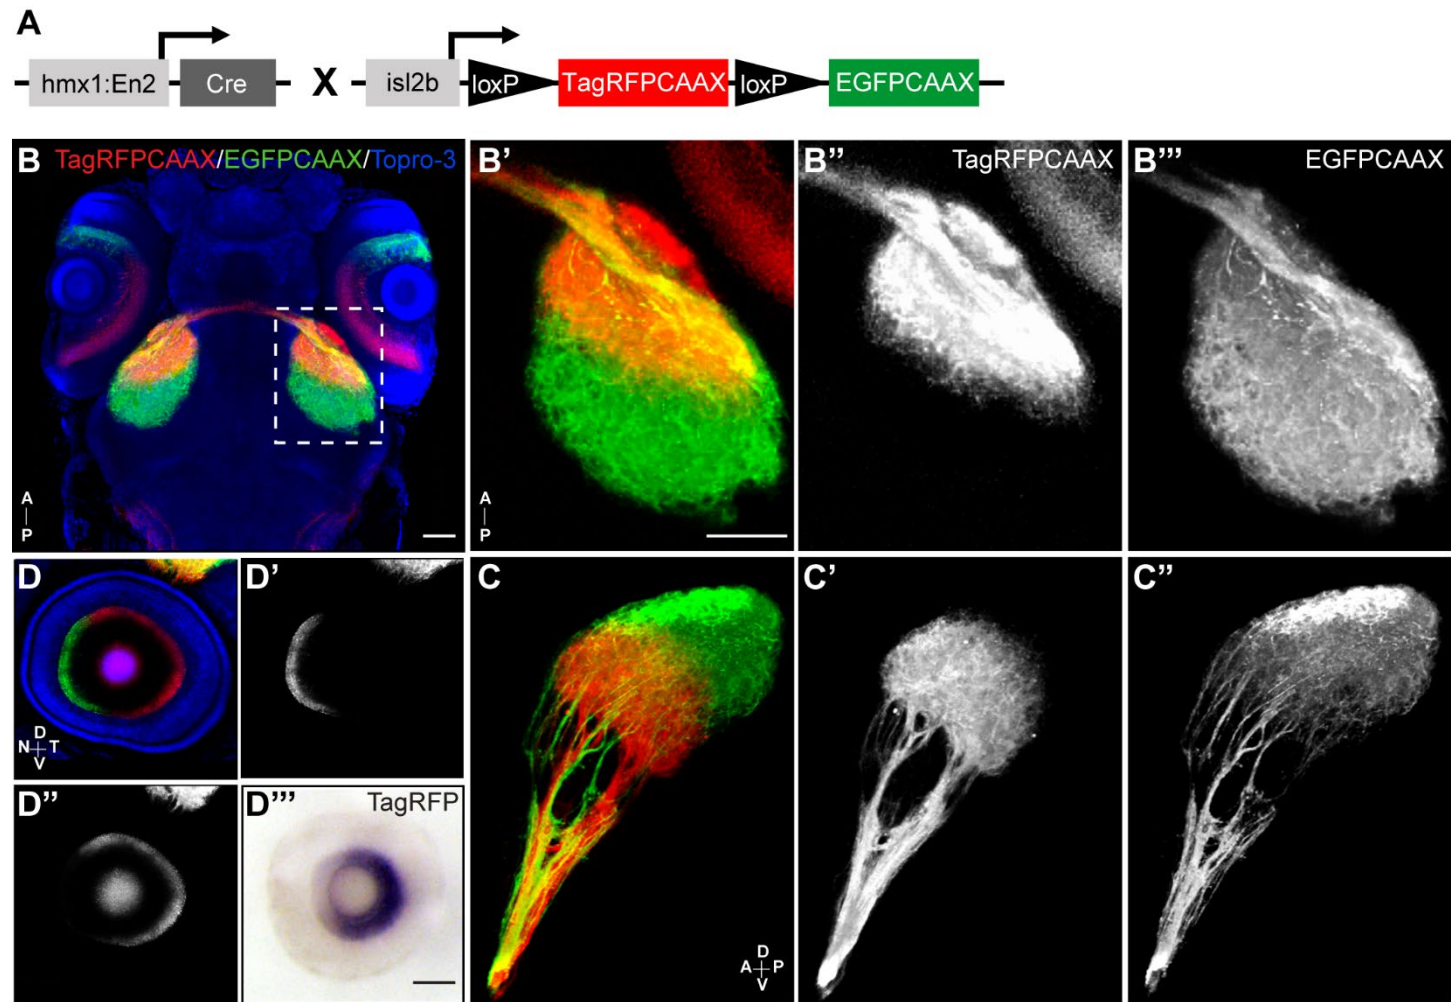 A
hmx1:En2 Cre X isl2b loxP TagRFPCAAX loxP EGFPCAAX
B TagRFPCAAX/EGFPCAAX/Topro-3
A
P
B'
A
P
B'' TagRFPCAAX
B''' EGFPCAAX
D
D
N T
V
D'
D''
D''' TagRFP
C
D
A P
V
C'
C''